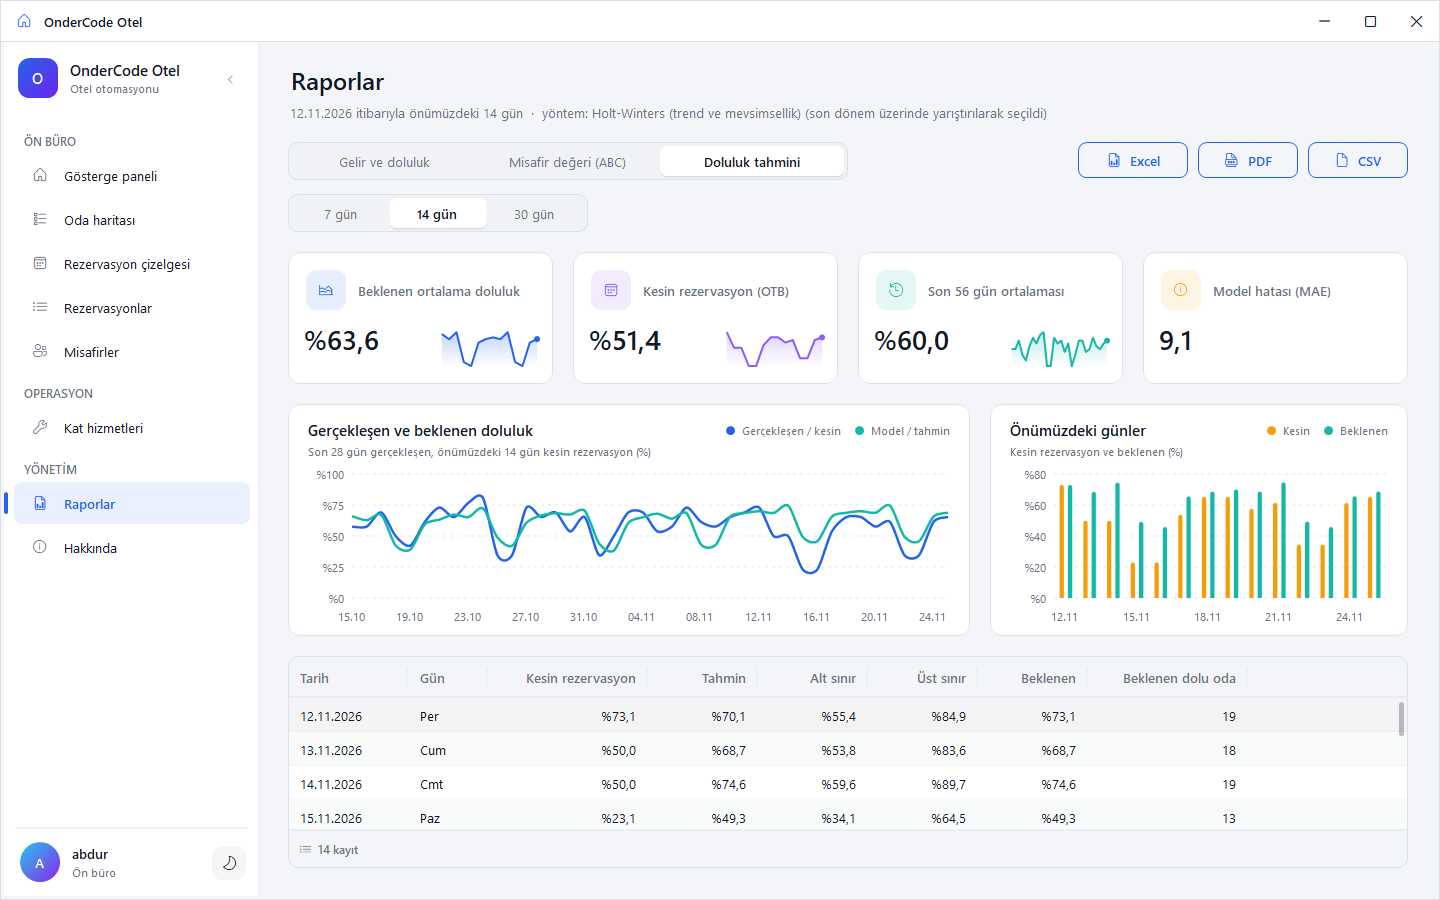 OnderCode Otel
O
OnderCode Otel
Otel otomasyonu
ÖN BÜRO
Gösterge paneli
Oda haritası
Rezervasyon çizelgesi
Rezervasyonlar
Misafirler
OPERASYON
Kat hizmetleri
YÖNETİM
Raporlar
Hakkında
A
abdur
Ön büro
Raporlar
12.11.2026 itibarıyla önümüzdeki 14 gün · yöntem: Holt-Winters (trend ve mevsimsellik) (son dönem üzerinde yarıştırılarak seçildi)
Gelir ve doluluk Misafir değeri (ABC) Doluluk tahmini
Excel PDF CSV
7 gün 14 gün 30 gün
Beklenen ortalama doluluk
%63,6
Kesin rezervasyon (OTB)
%51,4
Son 56 gün ortalaması
%60,0
Model hatası (MAE)
9,1
Gerçekleşen ve beklenen doluluk
Gerçekleşen / kesin Model / tahmin
Son 28 gün gerçekleşen, önümüzdeki 14 gün kesin rezervasyon (%)
%100
%75
%50
%25
%0
15.10 19.10 23.10 27.10 31.10 04.11 08.11 12.11 16.11 20.11 24.11
Önümüzdeki günler
Kesin Beklenen
Kesin rezervasyon ve beklenen (%)
%80
%60
%40
%20
%0
12.11 15.11 18.11 21.11 24.11
Tarih Gün Kesin rezervasyon Tahmin Alt sınır Üst sınır Beklenen Beklenen dolu oda
12.11.2026 Per %73,1 %70,1 %55,4 %84,9 %73,1 19
13.11.2026 Cum %50,0 %68,7 %53,8 %83,6 %68,7 18
14.11.2026 Cmt %50,0 %74,6 %59,6 %89,7 %74,6 19
15.11.2026 Paz %23,1 %49,3 %34,1 %64,5 %49,3 13
14 kayıt